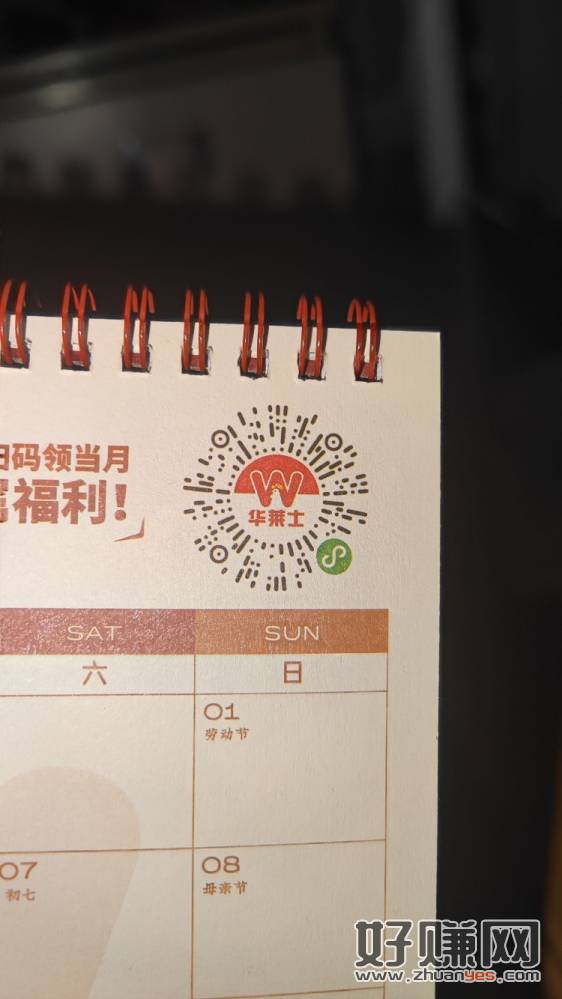 扫码领当月
属福利!
华莱士
SAT SUN
六 日
01
劳动节
07 08
初七 母亲节
好赚网
www.zhuanyes.com